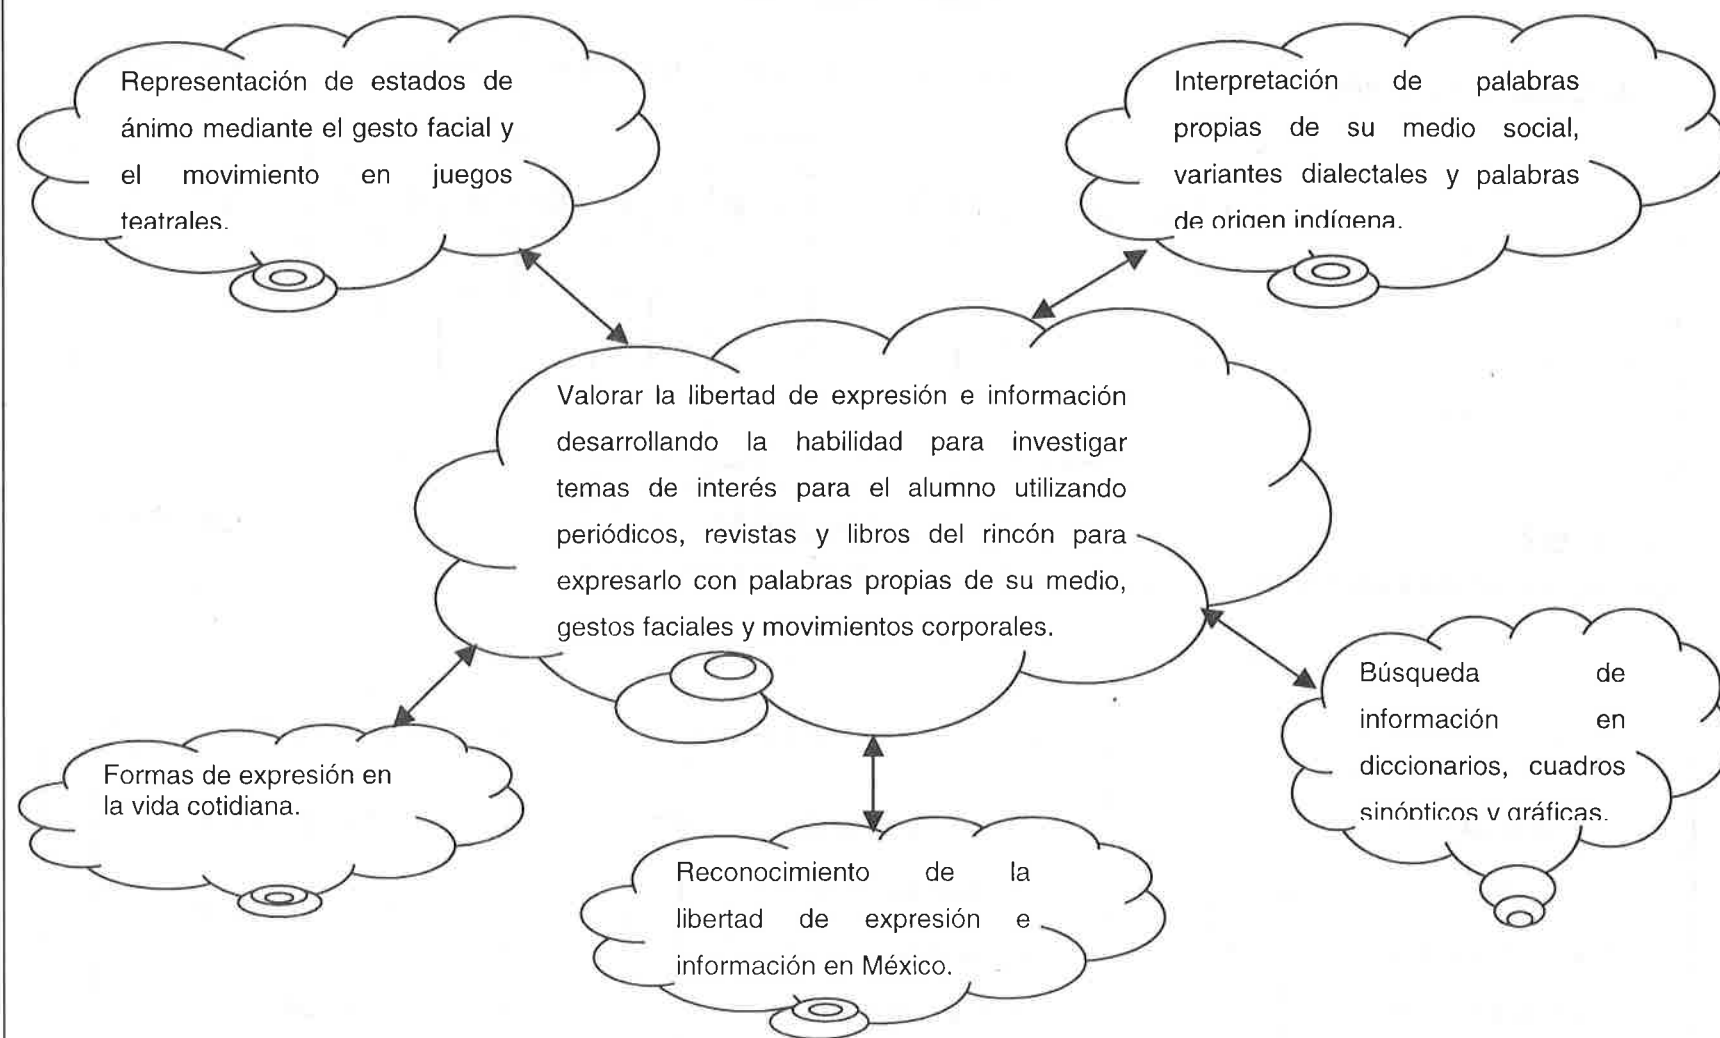 Representación de estados de
ánimo mediante el gesto facial y
el movimiento en juegos
teatrales.
Interpretación de palabras
propias de su medio social,
variantes dialectales y palabras
de origen indígena.
Valorar la libertad de expresión e información
desarrollando la habilidad para investigar
temas de interés para el alumno utilizando
periódicos, revistas y libros del rincón para
expresarlo con palabras propias de su medio,
gestos faciales y movimientos corporales.
Búsqueda de
información en
diccionarios, cuadros
sinópticos y gráficas.
Formas de expresión en
la vida cotidiana.
Reconocimiento de la
libertad de expresión e
información en México.